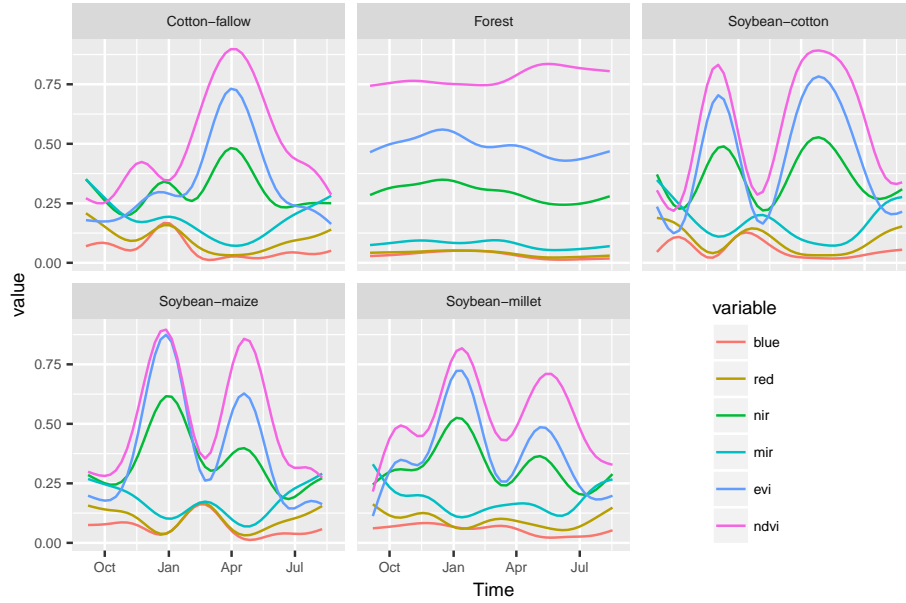 Cotton−fallow Forest Soybean−cotton
0.75
0.50
0.25
0.00
value
Soybean−maize Soybean−millet
0.75
0.50
0.25
0.00
Oct Jan Apr Jul Oct Jan Apr Jul
Time
variable
blue
red
nir
mir
evi
ndvi